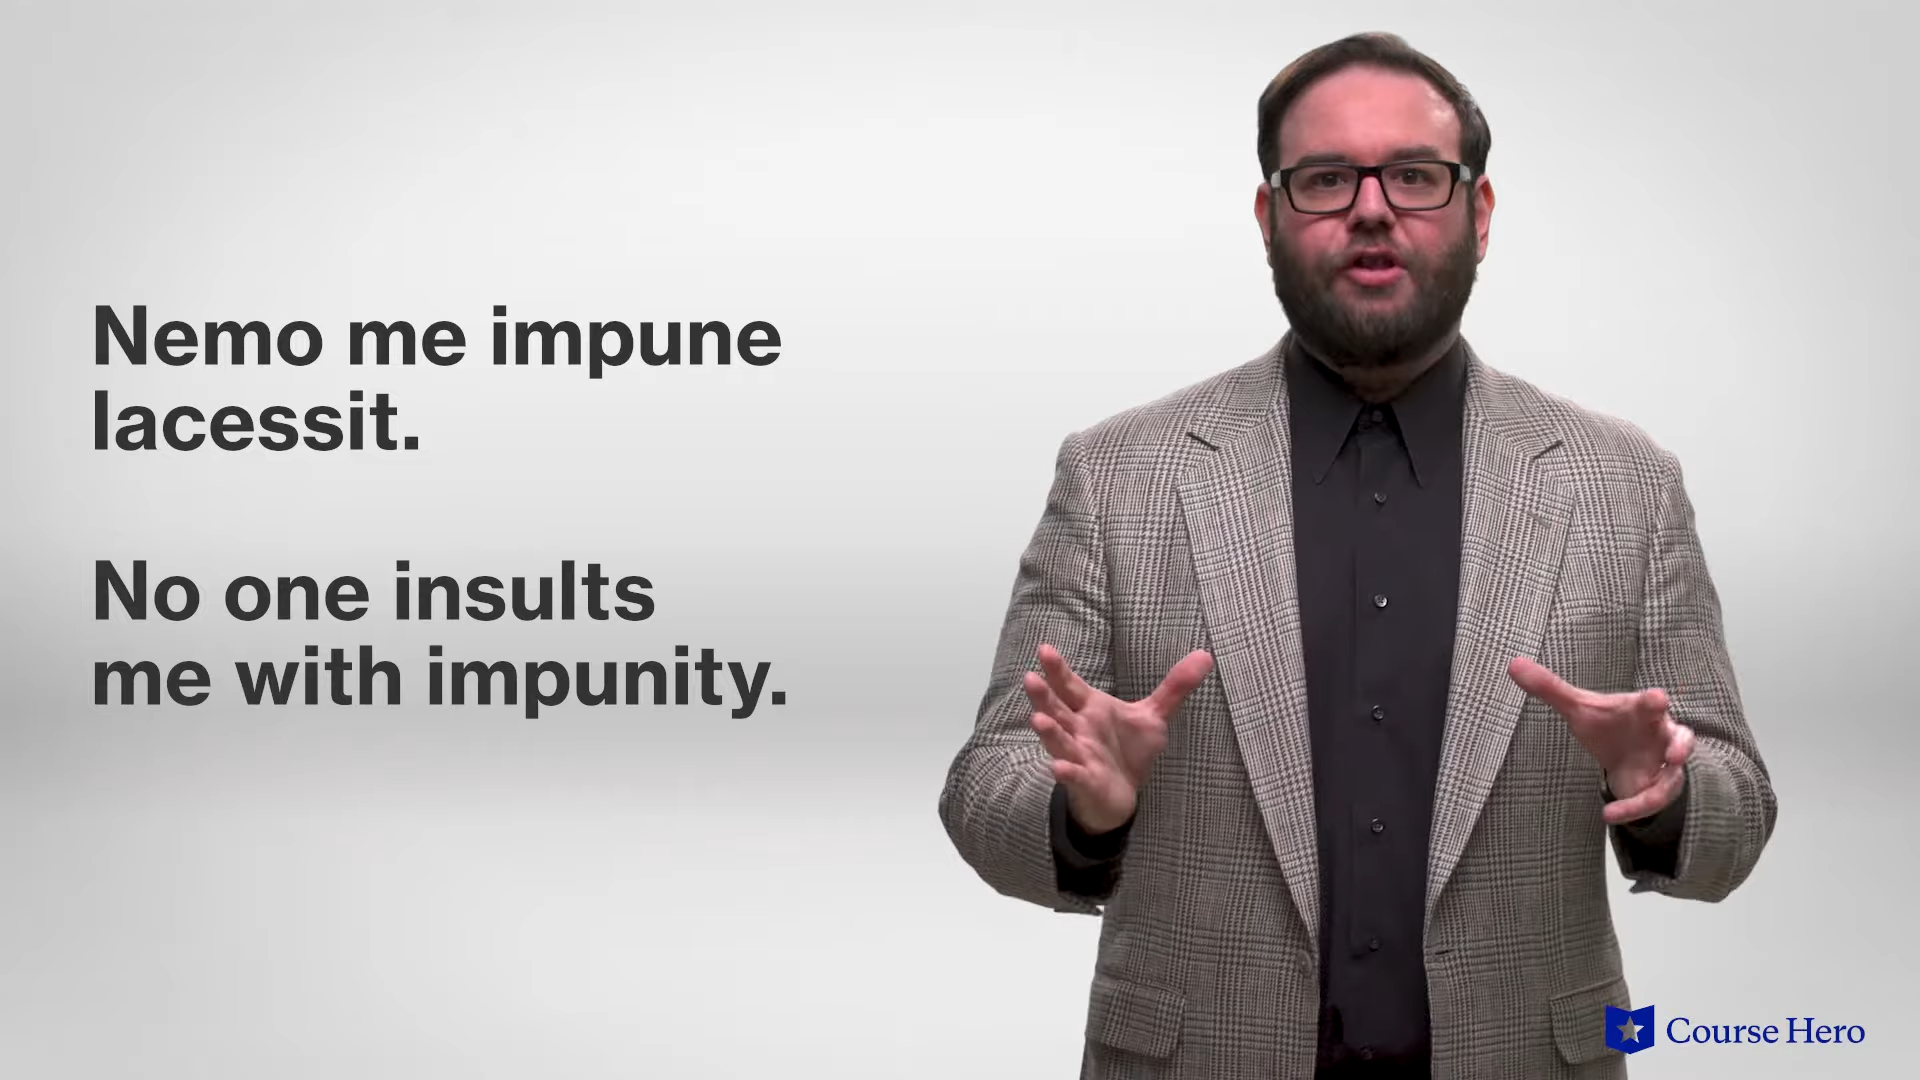 Nemo me impune
lacessit.
No one insults
me with impunity.
Course Hero